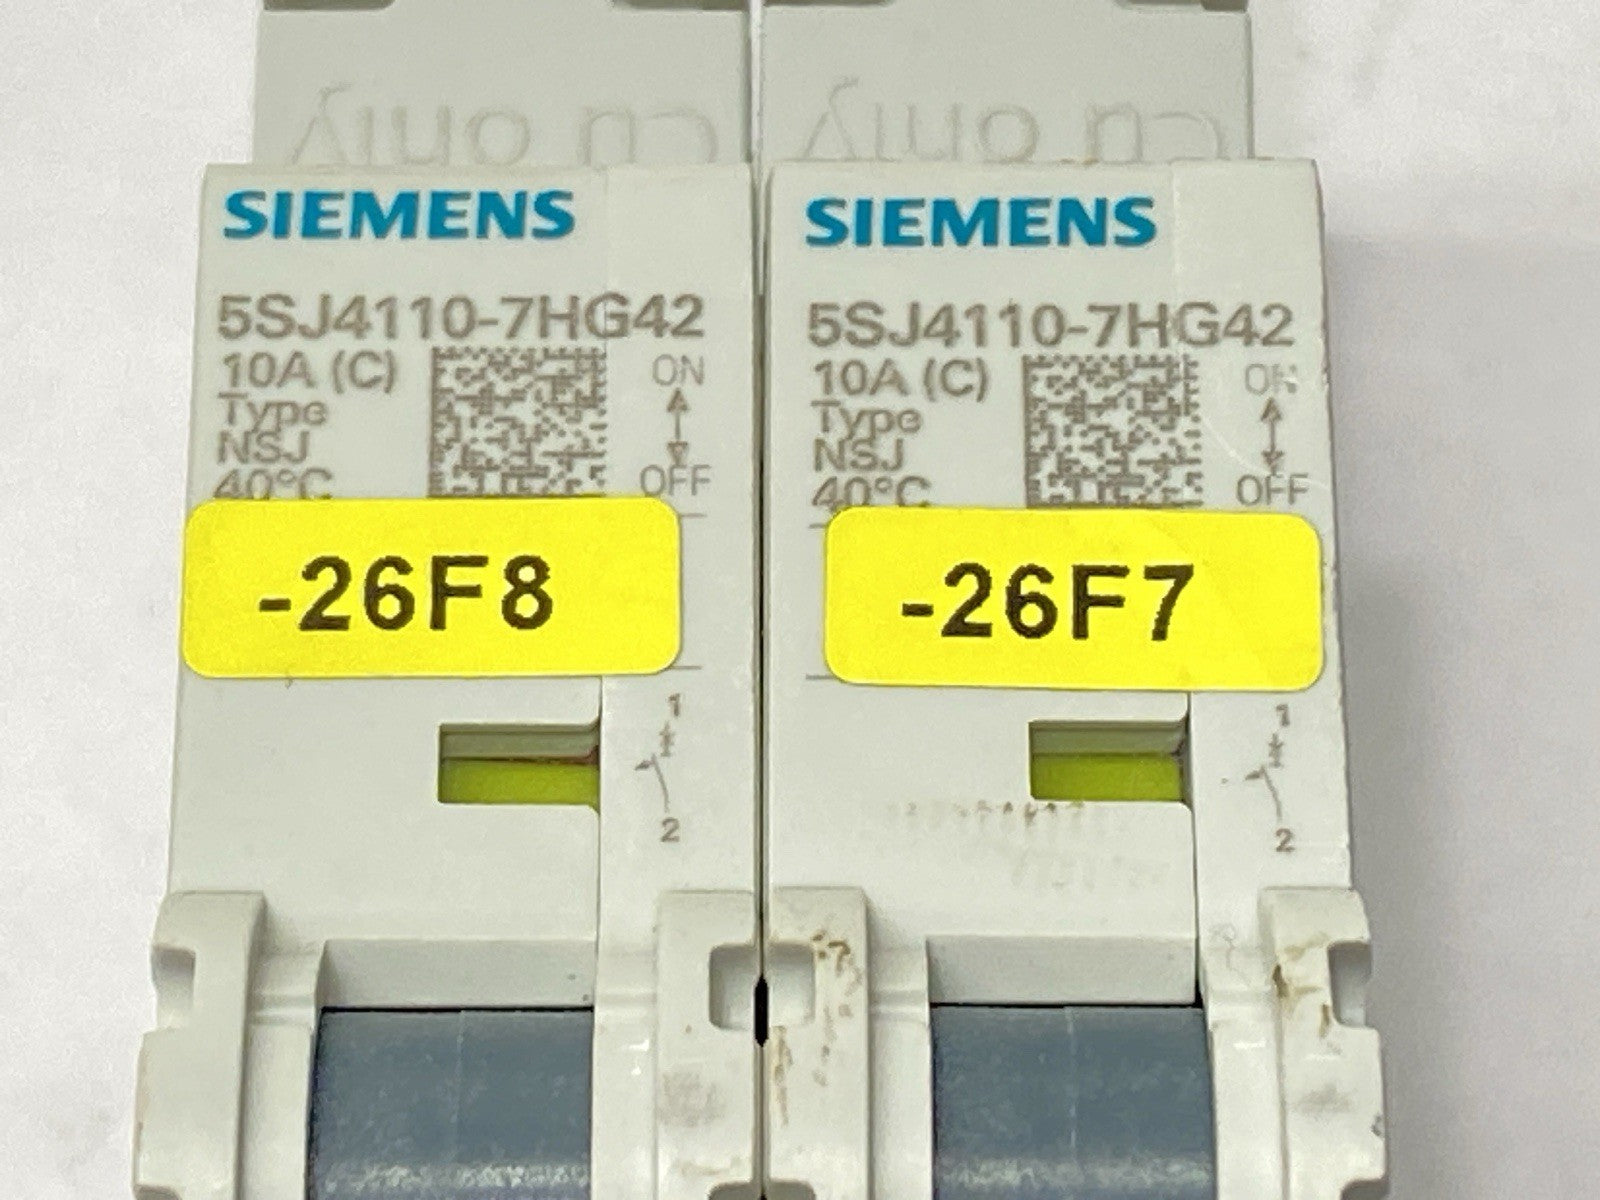 cu only
SIEMENS
5SJ4110-7HG42
10A (C)
Type
NSJ
40°C
ON
OFF
-26F8
1
2
cu only
SIEMENS
5SJ4110-7HG42
10A (C)
Type
NSJ
40°C
ON
OFF
-26F7
1
2